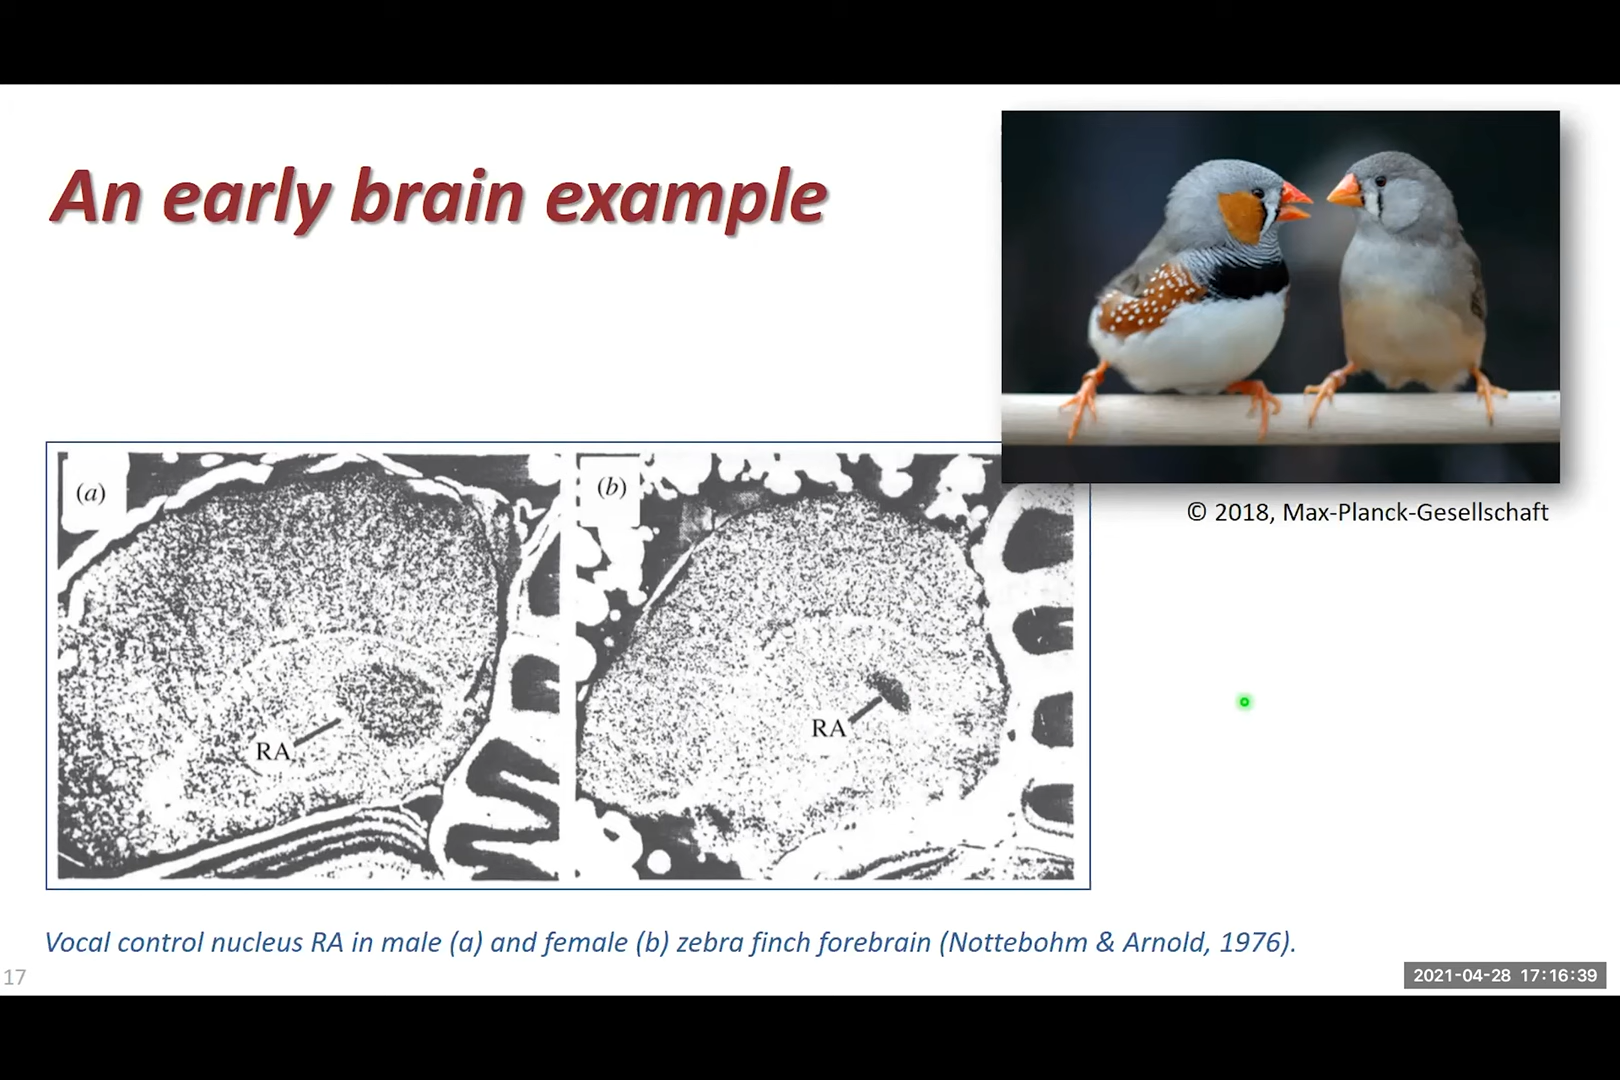 An early brain example
© 2018, Max-Planck-Gesellschaft
(a)
(b)
RA
RA
Vocal control nucleus RA in male (a) and female (b) zebra finch forebrain (Nottebohm & Arnold, 1976).
17
2021-04-28 17:16:39